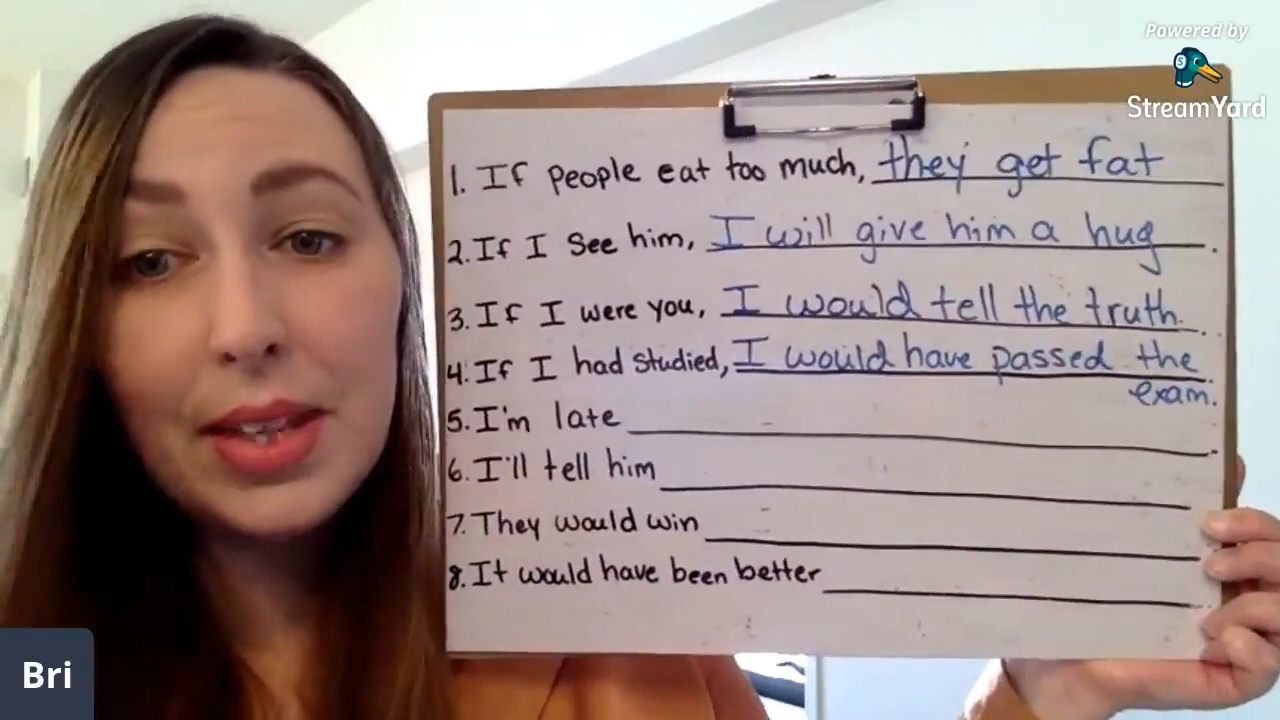 Powered by
StreamYard
1. If people eat too much, they get fat
2. If I see him, I will give him a hug.
3. If I were you, I would tell the truth.
4. If I had studied, I would have passed the
exam.
5. I'm late
6. I'll tell him
7. They would win
8. It would have been better
Bri